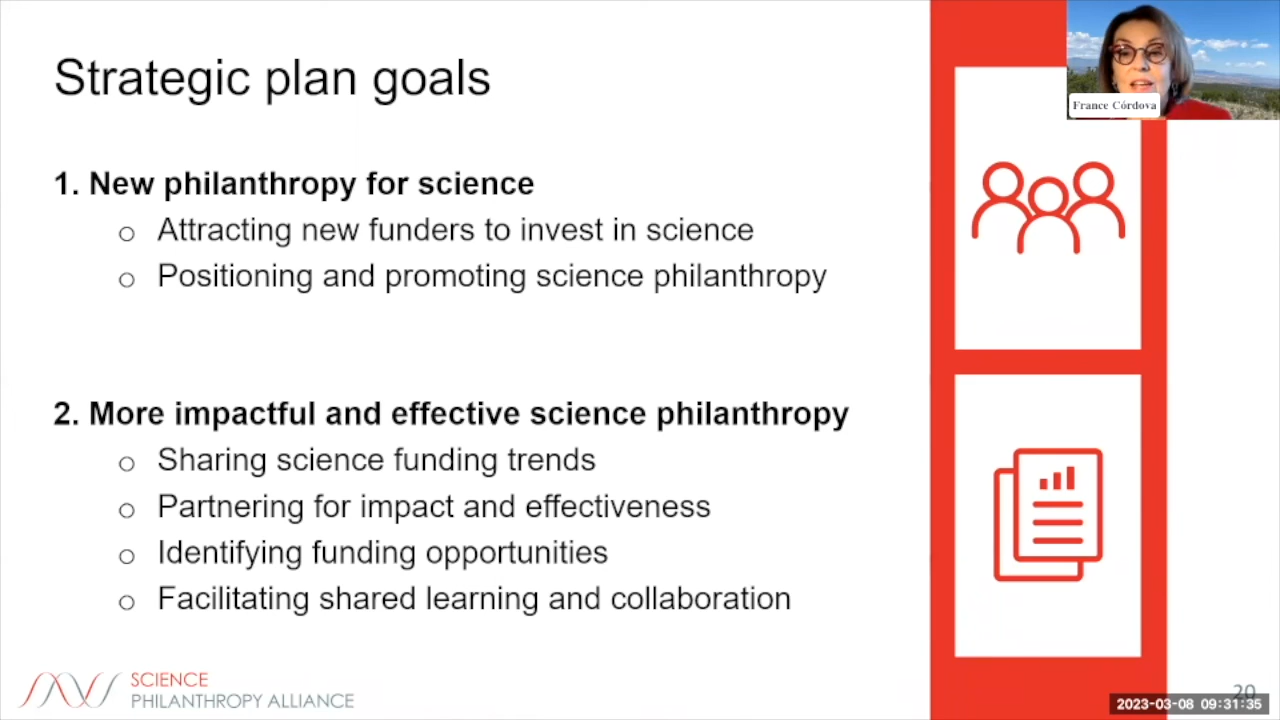 Strategic plan goals
France Córdova
1. New philanthropy for science
o Attracting new funders to invest in science
o Positioning and promoting science philanthropy
2. More impactful and effective science philanthropy
o Sharing science funding trends
o Partnering for impact and effectiveness
o Identifying funding opportunities
o Facilitating shared learning and collaboration
SCIENCE
PHILANTHROPY ALLIANCE
20
2023-03-08 09:31:35